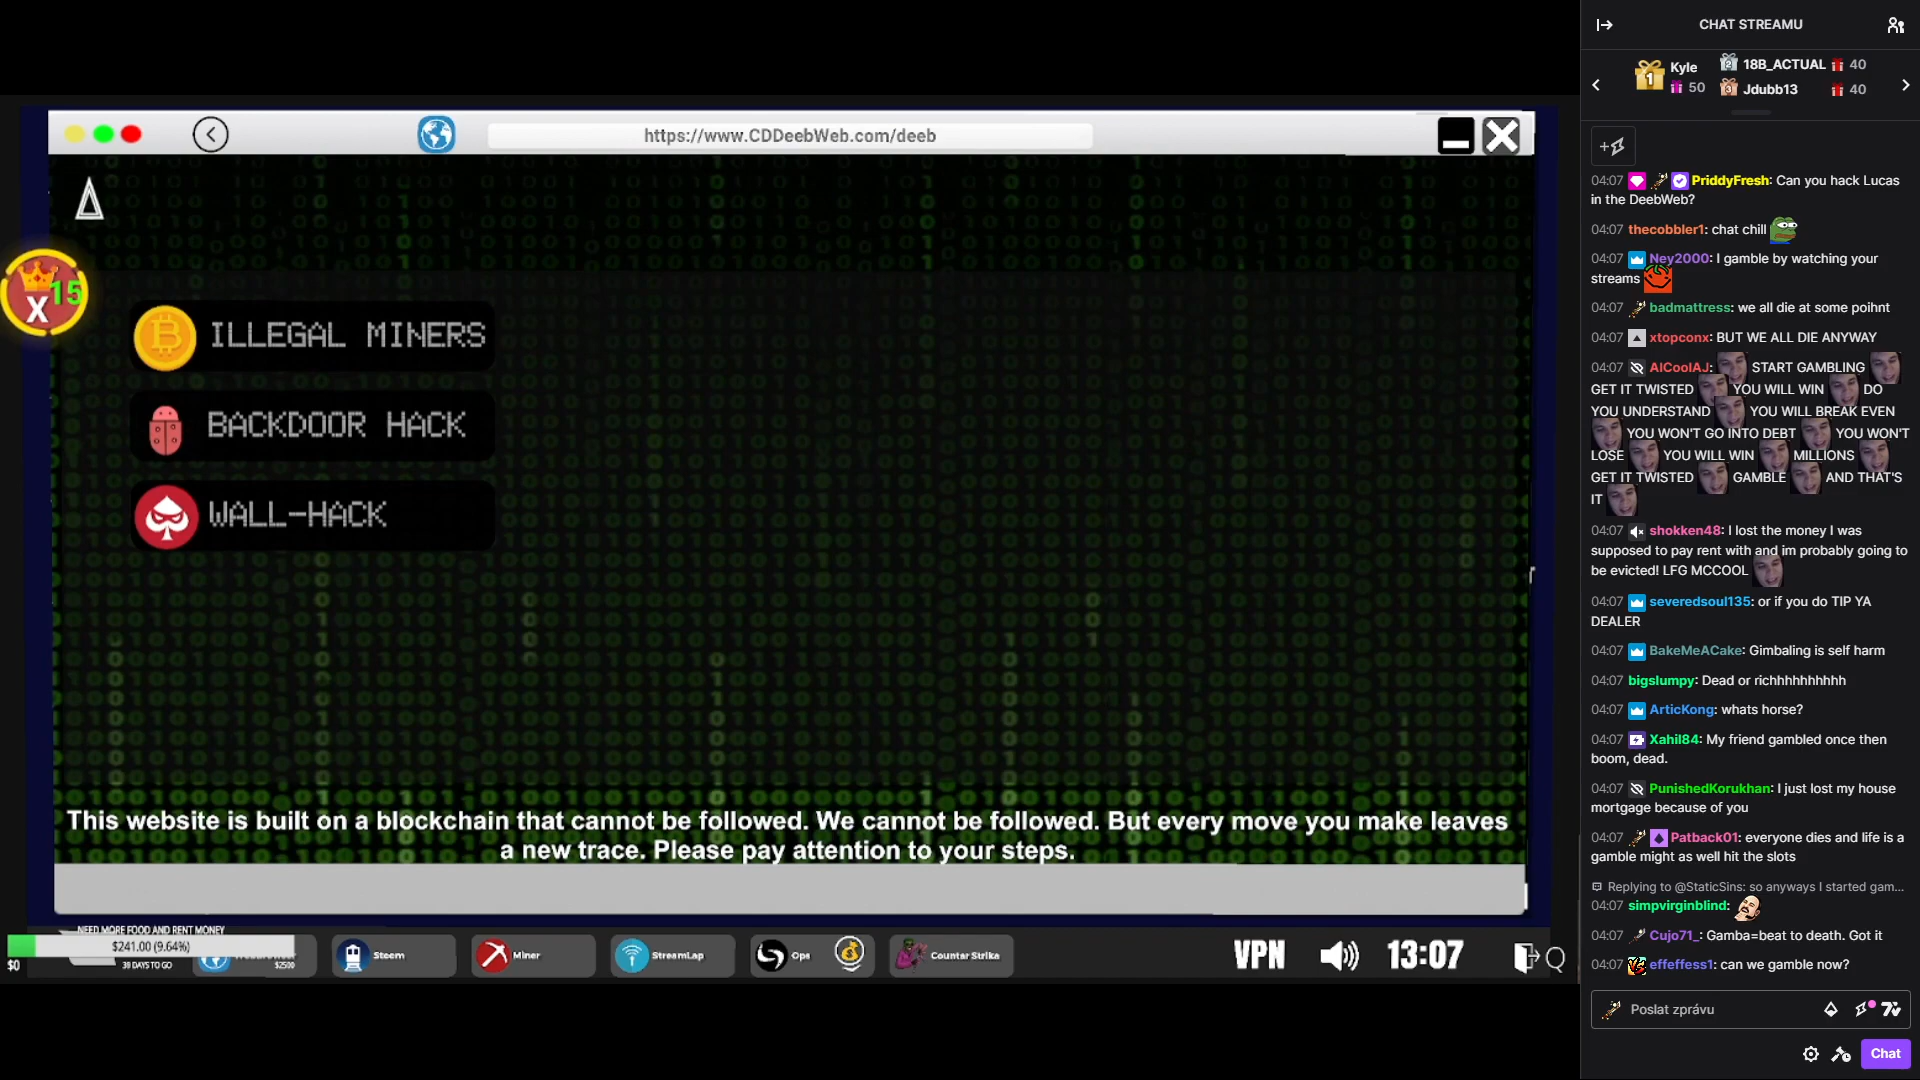 https://www.CDDeebWeb.com/deeb
X 15
ILLEGAL MINERS
BACKDOOR HACK
WALL-HACK
This website is built on a blockchain that cannot be followed. We cannot be followed. But every move you make leaves
a new trace. Please pay attention to your steps.
NEED MORE FOOD AND RENT MONEY
$241.00 (9.64%)
$0
39 DAYS TO GO
$2500
Steem
Miner
StreamLap
Ops
Countar Strika
VPN
13:07
CHAT STREAMU
1
Kyle
50
2
18B_ACTUAL
40
3
Jdubb13
40
04:07 PriddyFresh: Can you hack Lucas
in the DeebWeb?
04:07 thecobbler1: chat chill
04:07 Ney2000: I gamble by watching your
streams
04:07 badmattress: we all die at some poihnt
04:07 xtopconx: BUT WE ALL DIE ANYWAY
04:07 AlCoolAJ: START GAMBLING
GET IT TWISTED YOU WILL WIN DO
YOU UNDERSTAND YOU WILL BREAK EVEN
YOU WON'T GO INTO DEBT YOU WON'T
LOSE YOU WILL WIN MILLIONS
GET IT TWISTED GAMBLE AND THAT'S
IT
04:07 shokken48: I lost the money I was
supposed to pay rent with and im probably going to
be evicted! LFG MCCOOL
04:07 severedsoul135: or if you do TIP YA
DEALER
04:07 BakeMeACake: Gimbaling is self harm
04:07 bigslumpy: Dead or richhhhhhhhhh
04:07 ArticKong: whats horse?
04:07 Xahil84: My friend gambled once then
boom, dead.
04:07 PunishedKorukhan: I just lost my house
mortgage because of you
04:07 Patback01: everyone dies and life is a
gamble might as well hit the slots
Replying to @StaticSins: so anyways I started gam...
04:07 simpvirginblind:
04:07 Cujo71_: Gamba=beat to death. Got it
04:07 effeffess1: can we gamble now?
Poslat zprávu
Chat